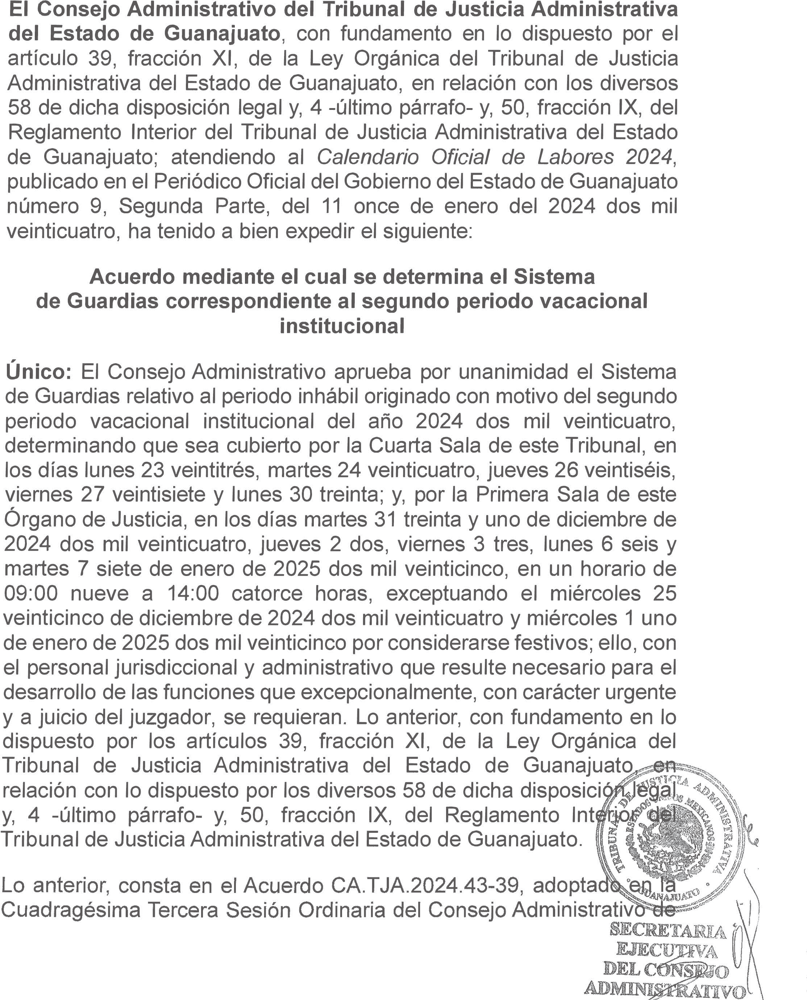 El Consejo Administrativo del Tribunal de Justicia Administrativa
del Estado de Guanajuato, con fundamento en lo dispuesto por el
artículo 39, fracción XI, de la Ley Orgánica del Tribunal de Justicia
Administrativa del Estado de Guanajuato, en relación con los diversos
58 de dicha disposición legal y, 4 -último párrafo- y, 50, fracción IX, del
Reglamento Interior del Tribunal de Justicia Administrativa del Estado
de Guanajuato; atendiendo al Calendario Oficial de Labores 2024,
publicado en el Periódico Oficial del Gobierno del Estado de Guanajuato
número 9, Segunda Parte, del 11 once de enero del 2024 dos mil
veinticuatro, ha tenido a bien expedir el siguiente:
Acuerdo mediante el cual se determina el Sistema
de Guardias correspondiente al segundo periodo vacacional
institucional
Único: El Consejo Administrativo aprueba por unanimidad el Sistema
de Guardias relativo al periodo inhábil originado con motivo del segundo
periodo vacacional institucional del año 2024 dos mil veinticuatro,
determinando que sea cubierto por la Cuarta Sala de este Tribunal, en
los días lunes 23 veintitrés, martes 24 veinticuatro, jueves 26 veintiséis,
viernes 27 veintisiete y lunes 30 treinta; y, por la Primera Sala de este
Órgano de Justicia, en los días martes 31 treinta y uno de diciembre de
2024 dos mil veinticuatro, jueves 2 dos, viernes 3 tres, lunes 6 seis y
martes 7 siete de enero de 2025 dos mil veinticinco, en un horario de
09:00 nueve a 14:00 catorce horas, exceptuando el miércoles 25
veinticinco de diciembre de 2024 dos mil veinticuatro y miércoles 1 uno
de enero de 2025 dos mil veinticinco por considerarse festivos; ello, con
el personal jurisdiccional y administrativo que resulte necesario para el
desarrollo de las funciones que excepcionalmente, con carácter urgente
y a juicio del juzgador, se requieran. Lo anterior, con fundamento en lo
dispuesto por los artículos 39, fracción XI, de la Ley Orgánica del
Tribunal de Justicia Administrativa del Estado de Guanajuato, en
relación con lo dispuesto por los diversos 58 de dicha disposición legal
y, 4 -último párrafo- y, 50, fracción IX, del Reglamento Interior del
Tribunal de Justicia Administrativa del Estado de Guanajuato.
Lo anterior, consta en el Acuerdo CA.TJA.2024.43-39, adoptado en la
Cuadragésima Tercera Sesión Ordinaria del Consejo Administrativo de
TRIBUNAL DE JUSTICIA ADMINISTRATIVA
ESTADOS UNIDOS MEXICANOS
GUANAJUATO
SECRETARIA
EJECUTIVA
DEL CONSEJO
ADMINISTRATIVO